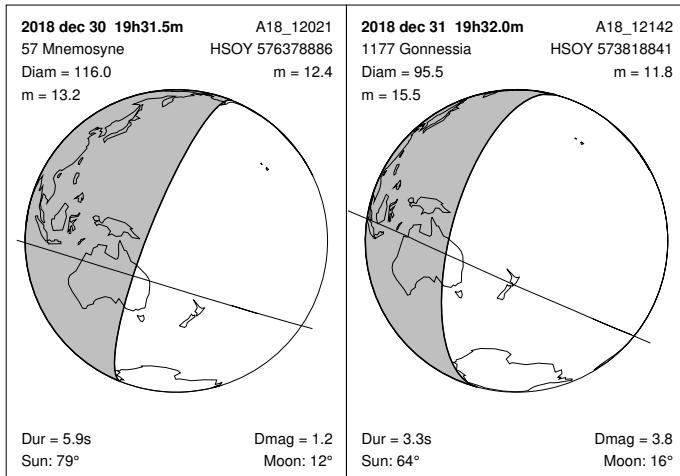 2018 dec 30 19h31.5m A18_12021
57 Mnemosyne HSOY 576378886
Diam = 116.0 m = 12.4
m = 13.2
Dur = 5.9s Dmag = 1.2
Sun: 79° Moon: 12°
2018 dec 31 19h32.0m A18_12142
1177 Gonnessia HSOY 573818841
Diam = 95.5 m = 11.8
m = 15.5
Dur = 3.3s Dmag = 3.8
Sun: 64° Moon: 16°